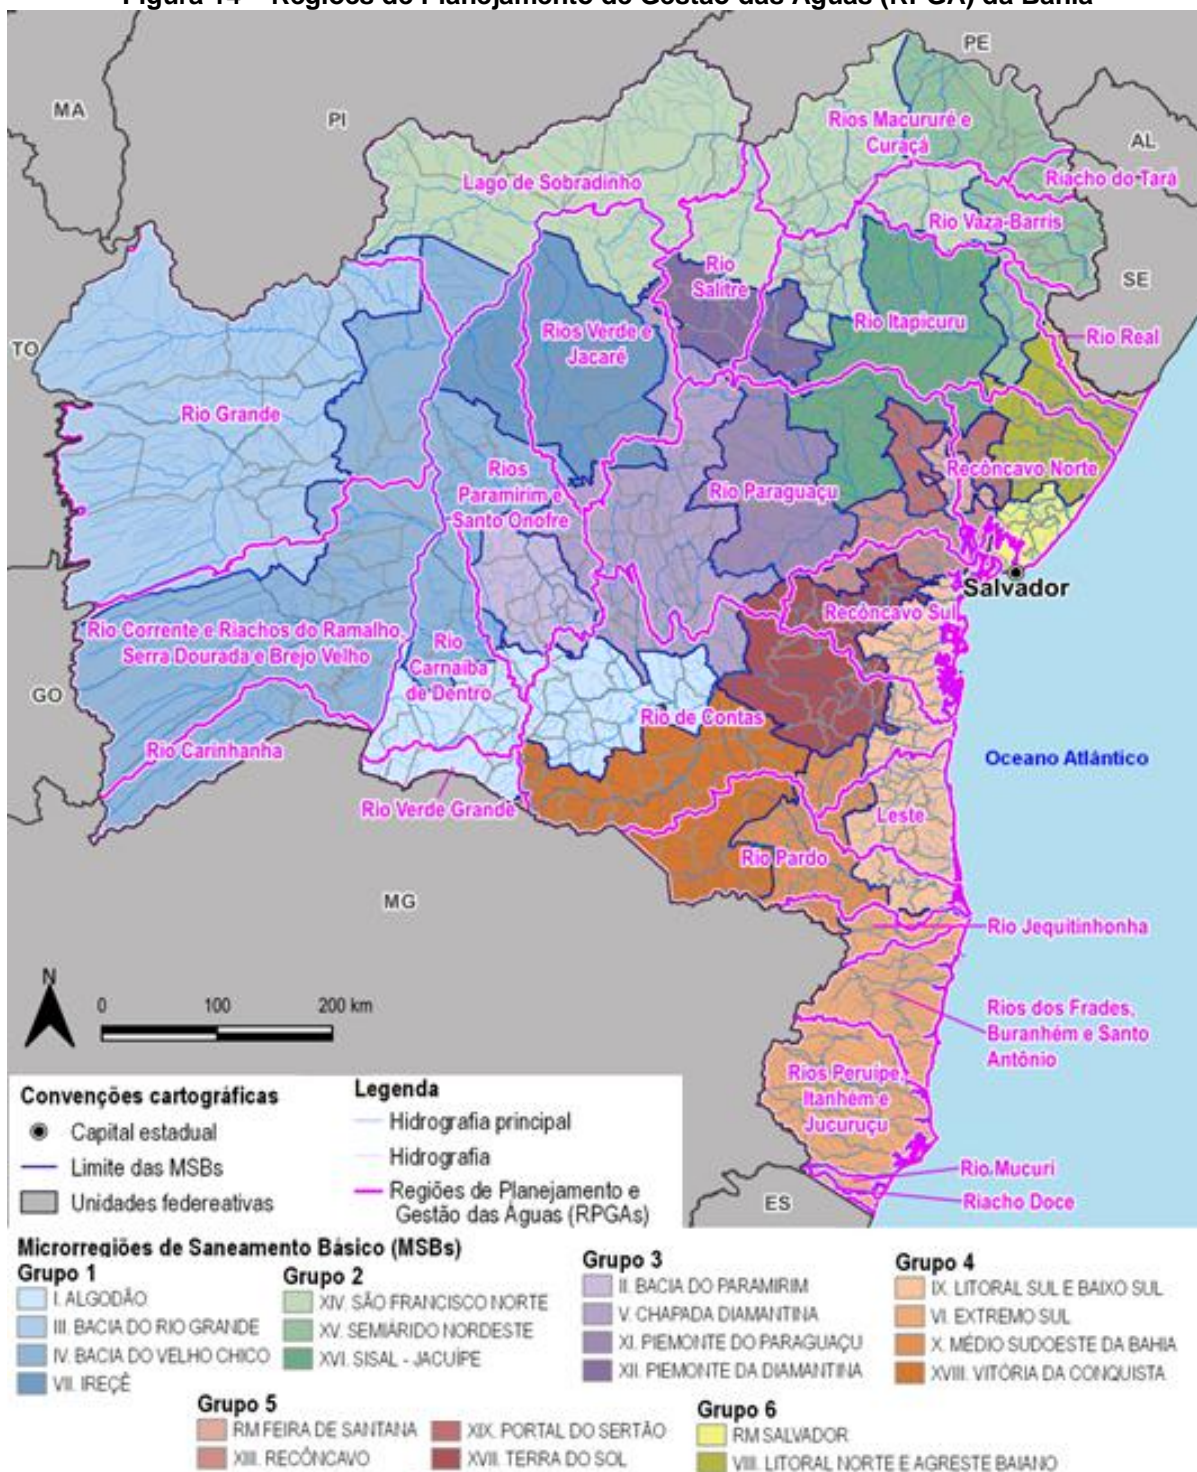 Figura 14 – Regiões de Planejamento de Gestão das Águas (RPGA) da Bahia
PE
MA
PI
AL
Rios Macururé e
Curaçá
Riacho do Tará
Lago de Sobradinho
Rio Vaza-Barris
Rio
Salitre
SE
Rios Verde e
Jacaré
Rio Itapicuru
Rio Real
TO
Rio Grande
Rios
Paramirim e
Santo Onofre
Rio Paraguaçu
Recôncavo Norte
Salvador
Recôncavo Sul
Rio Corrente e Riachos do Ramalho,
Serra Dourada e Brejo Velho
Rio
Carnaíba
de Dentro
GO
Rio de Contas
Rio Carinhanha
Oceano Atlântico
Rio Verde Grande
Leste
Rio Pardo
MG
Rio Jequitinhonha
N
0 100 200 km
Rios dos Frades,
Buranhém e Santo
Antônio
Rios Peruípe,
Itanhém e
Jucuruçu
Rio Mucuri
Riacho Doce
ES
Convenções cartográficas
Capital estadual
Limite das MSBs
Unidades federeativas
Legenda
Hidrografia principal
Hidrografia
Regiões de Planejamento e
Gestão das Águas (RPGAs)
Microrregiões de Saneamento Básico (MSBs)
Grupo 1
I. ALGODÃO
III. BACIA DO RIO GRANDE
IV. BACIA DO VELHO CHICO
VII. IREÇÊ
Grupo 2
XIV. SÃO FRANCISCO NORTE
XV. SEMIÁRIDO NORDESTE
XVI. SISAL - JACUÍPE
Grupo 3
II. BACIA DO PARAMIRIM
V. CHAPADA DIAMANTINA
XI. PIEMONTE DO PARAGUAÇU
XII. PIEMONTE DA DIAMANTINA
Grupo 4
IX. LITORAL SUL E BAIXO SUL
VI. EXTREMO SUL
X. MÉDIO SUDOESTE DA BAHIA
XVIII. VITÓRIA DA CONQUISTA
Grupo 5
RM FEIRA DE SANTANA
XIII. RECÔNCAVO
XIX. PORTAL DO SERTÃO
XVII. TERRA DO SOL
Grupo 6
RM SALVADOR
VIII. LITORAL NORTE E AGRESTE BAIANO